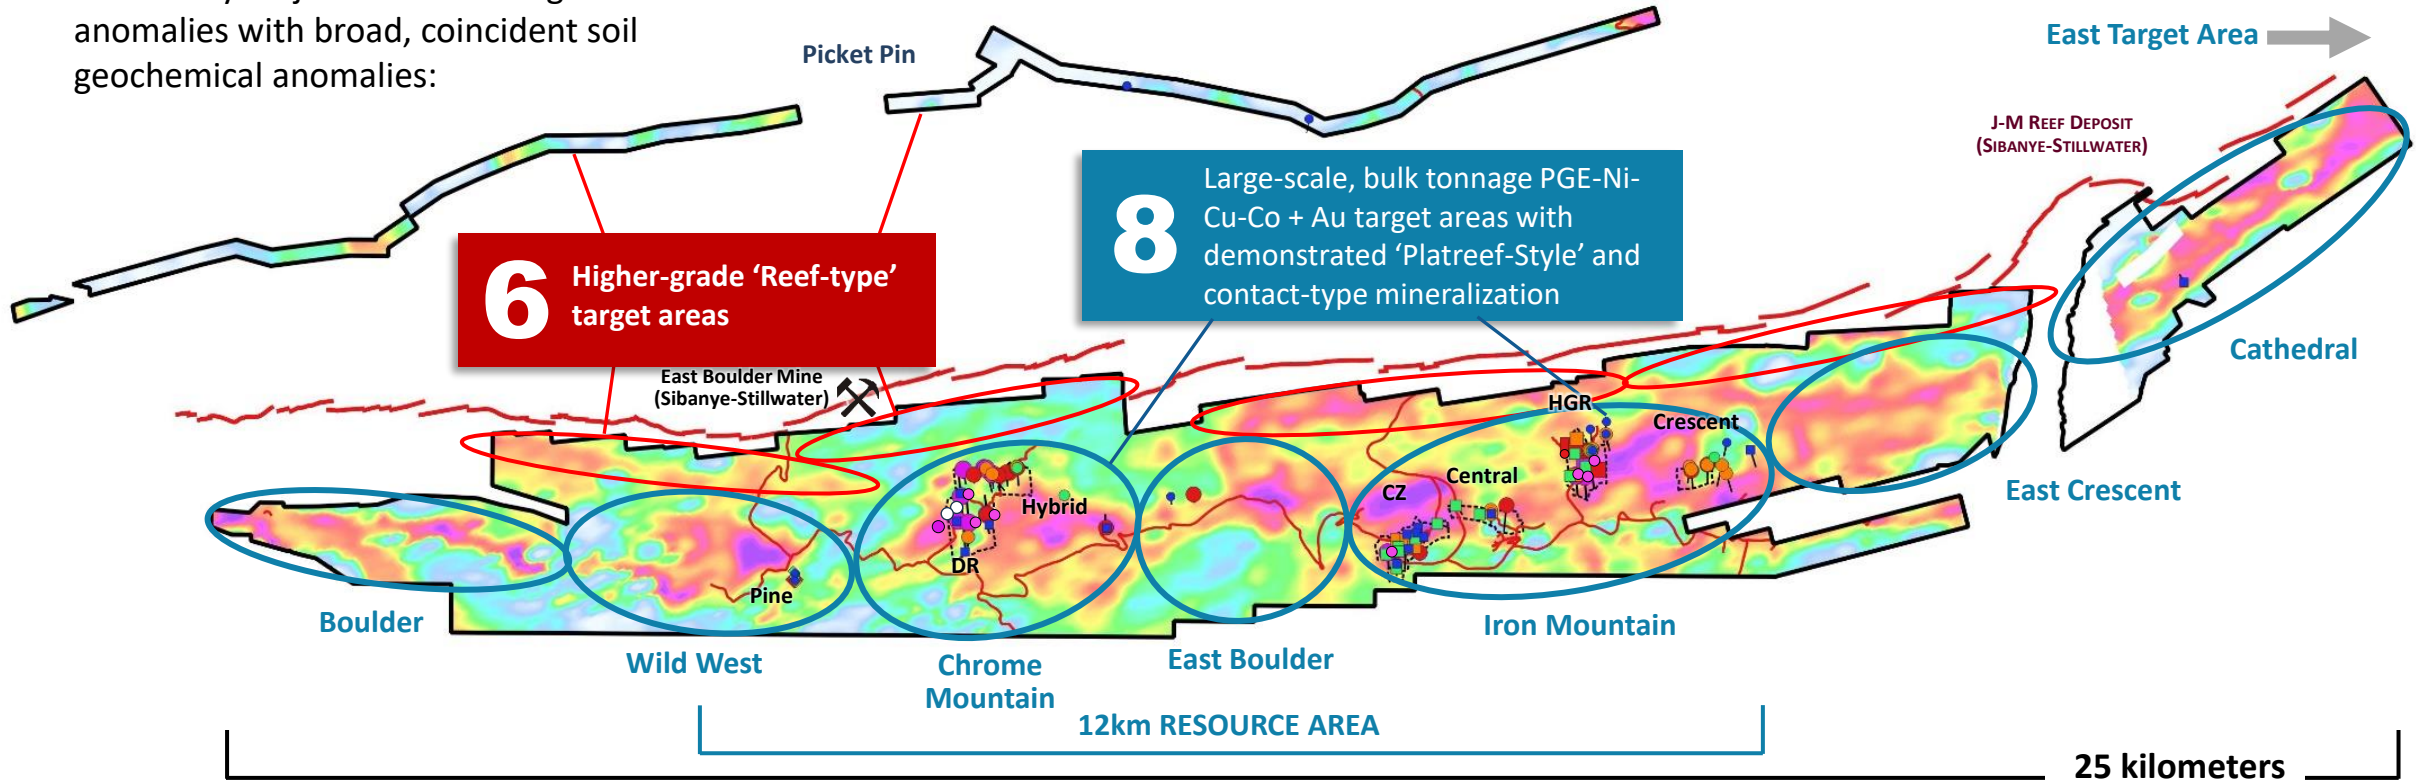 anomalies with broad, coincident soil
geochemical anomalies:
Picket Pin
East Target Area
J-M REEF DEPOSIT
(SIBANYE-STILLWATER)
8
Large-scale, bulk tonnage PGE-Ni-
Cu-Co + Au target areas with
demonstrated ‘Platreef-Style’ and
contact-type mineralization
6
Higher-grade ‘Reef-type’
target areas
East Boulder Mine
(Sibanye-Stillwater)
Cathedral
HGR
Crescent
Central
CZ
Hybrid
DR
Pine
East Crescent
Boulder
Wild West
Chrome
Mountain
East Boulder
Iron Mountain
12km RESOURCE AREA
25 kilometers